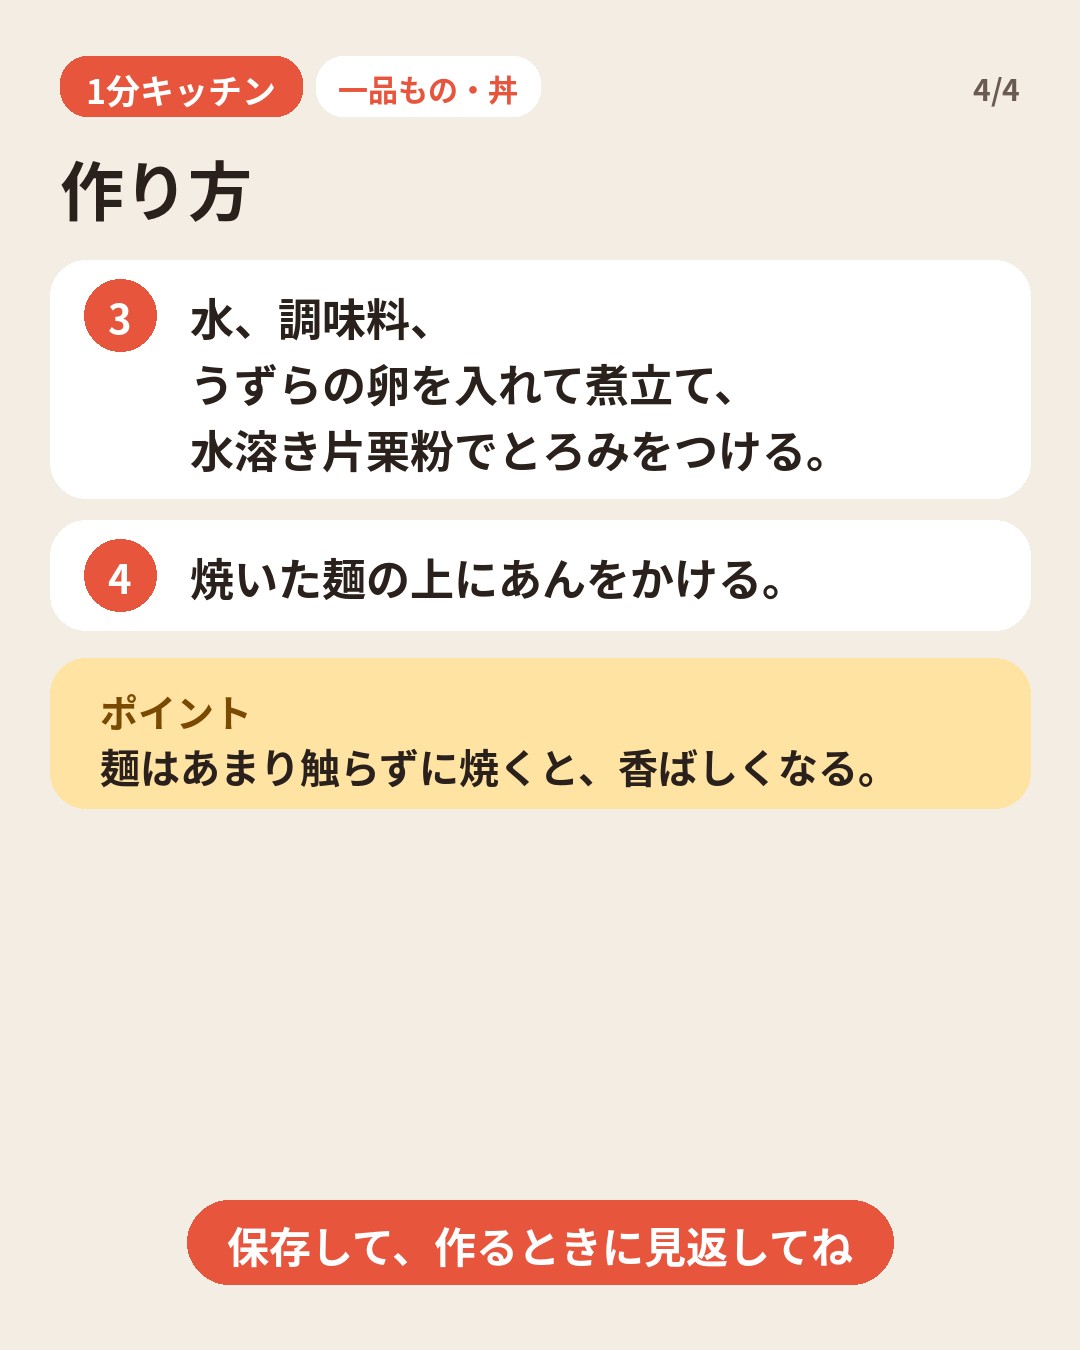 1分キッチン
一品もの・丼
4/4
作り方
3
水、調味料、
うずらの卵を入れて煮立て、
水溶き片栗粉でとろみをつける。
4
焼いた麺の上にあんをかける。
ポイント
麺はあまり触らずに焼くと、香ばしくなる。
保存して、作るときに見返してね